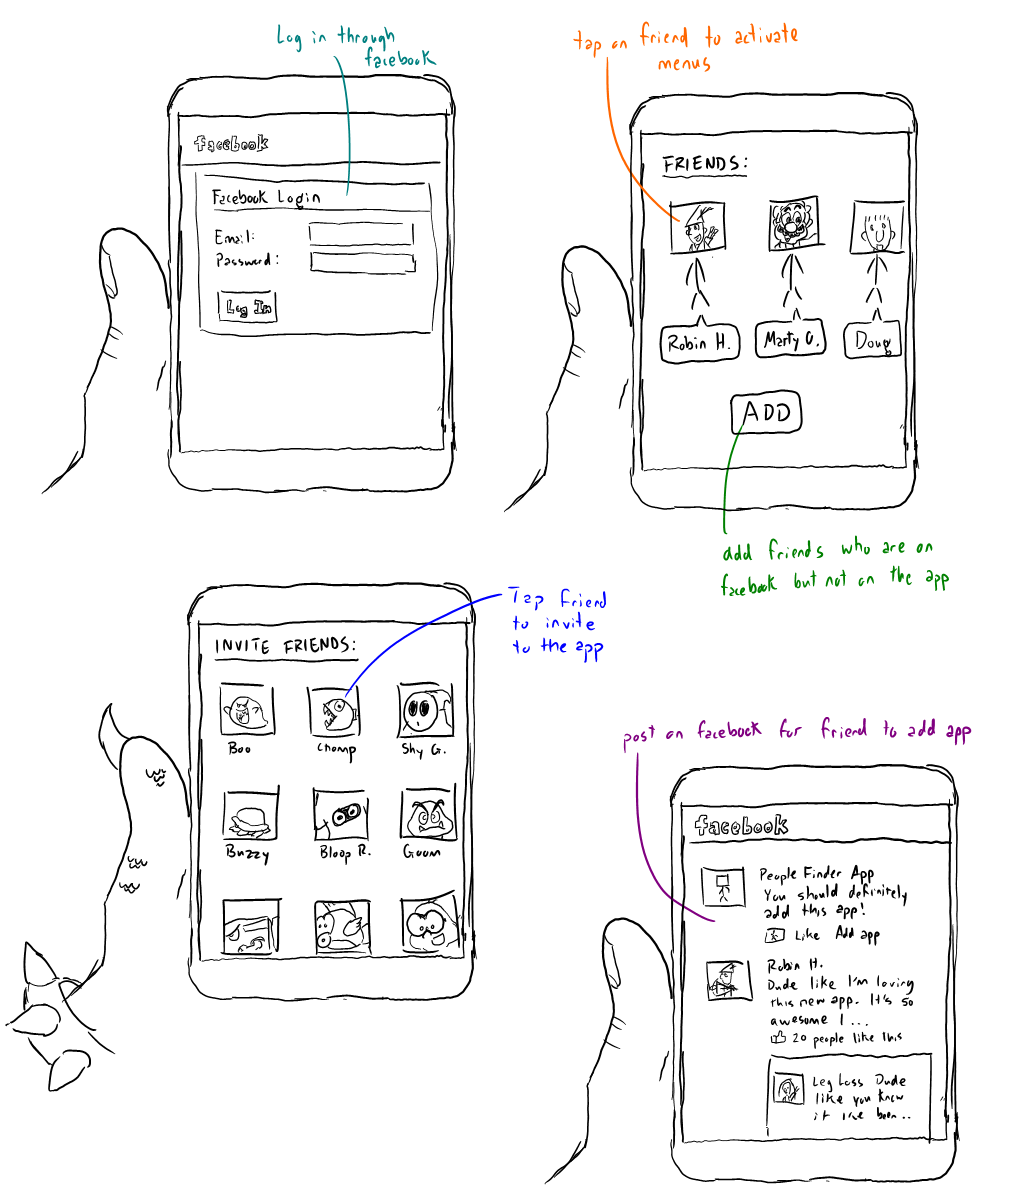 Log in through
facebook
facebook
Facebook Login
Email:
Password:
Log In
tap on friend to activate
menus
FRIENDS:
Robin H.
Marty O.
Doug
ADD
add friends who are on
facebook but not on the app
INVITE FRIENDS:
Boo
Chomp
Shy G.
Buzzy
Bloop R.
Goom
Tap friend
to invite
to the app
post on facebook for friend to add app
facebook
People Finder App
You should definitely
add this app!
Like Add app
Robin H.
Dude like I'm loving
this new app. It's so
awesome I...
20 people like this
Leg Loss Dude
like you know
it like been..